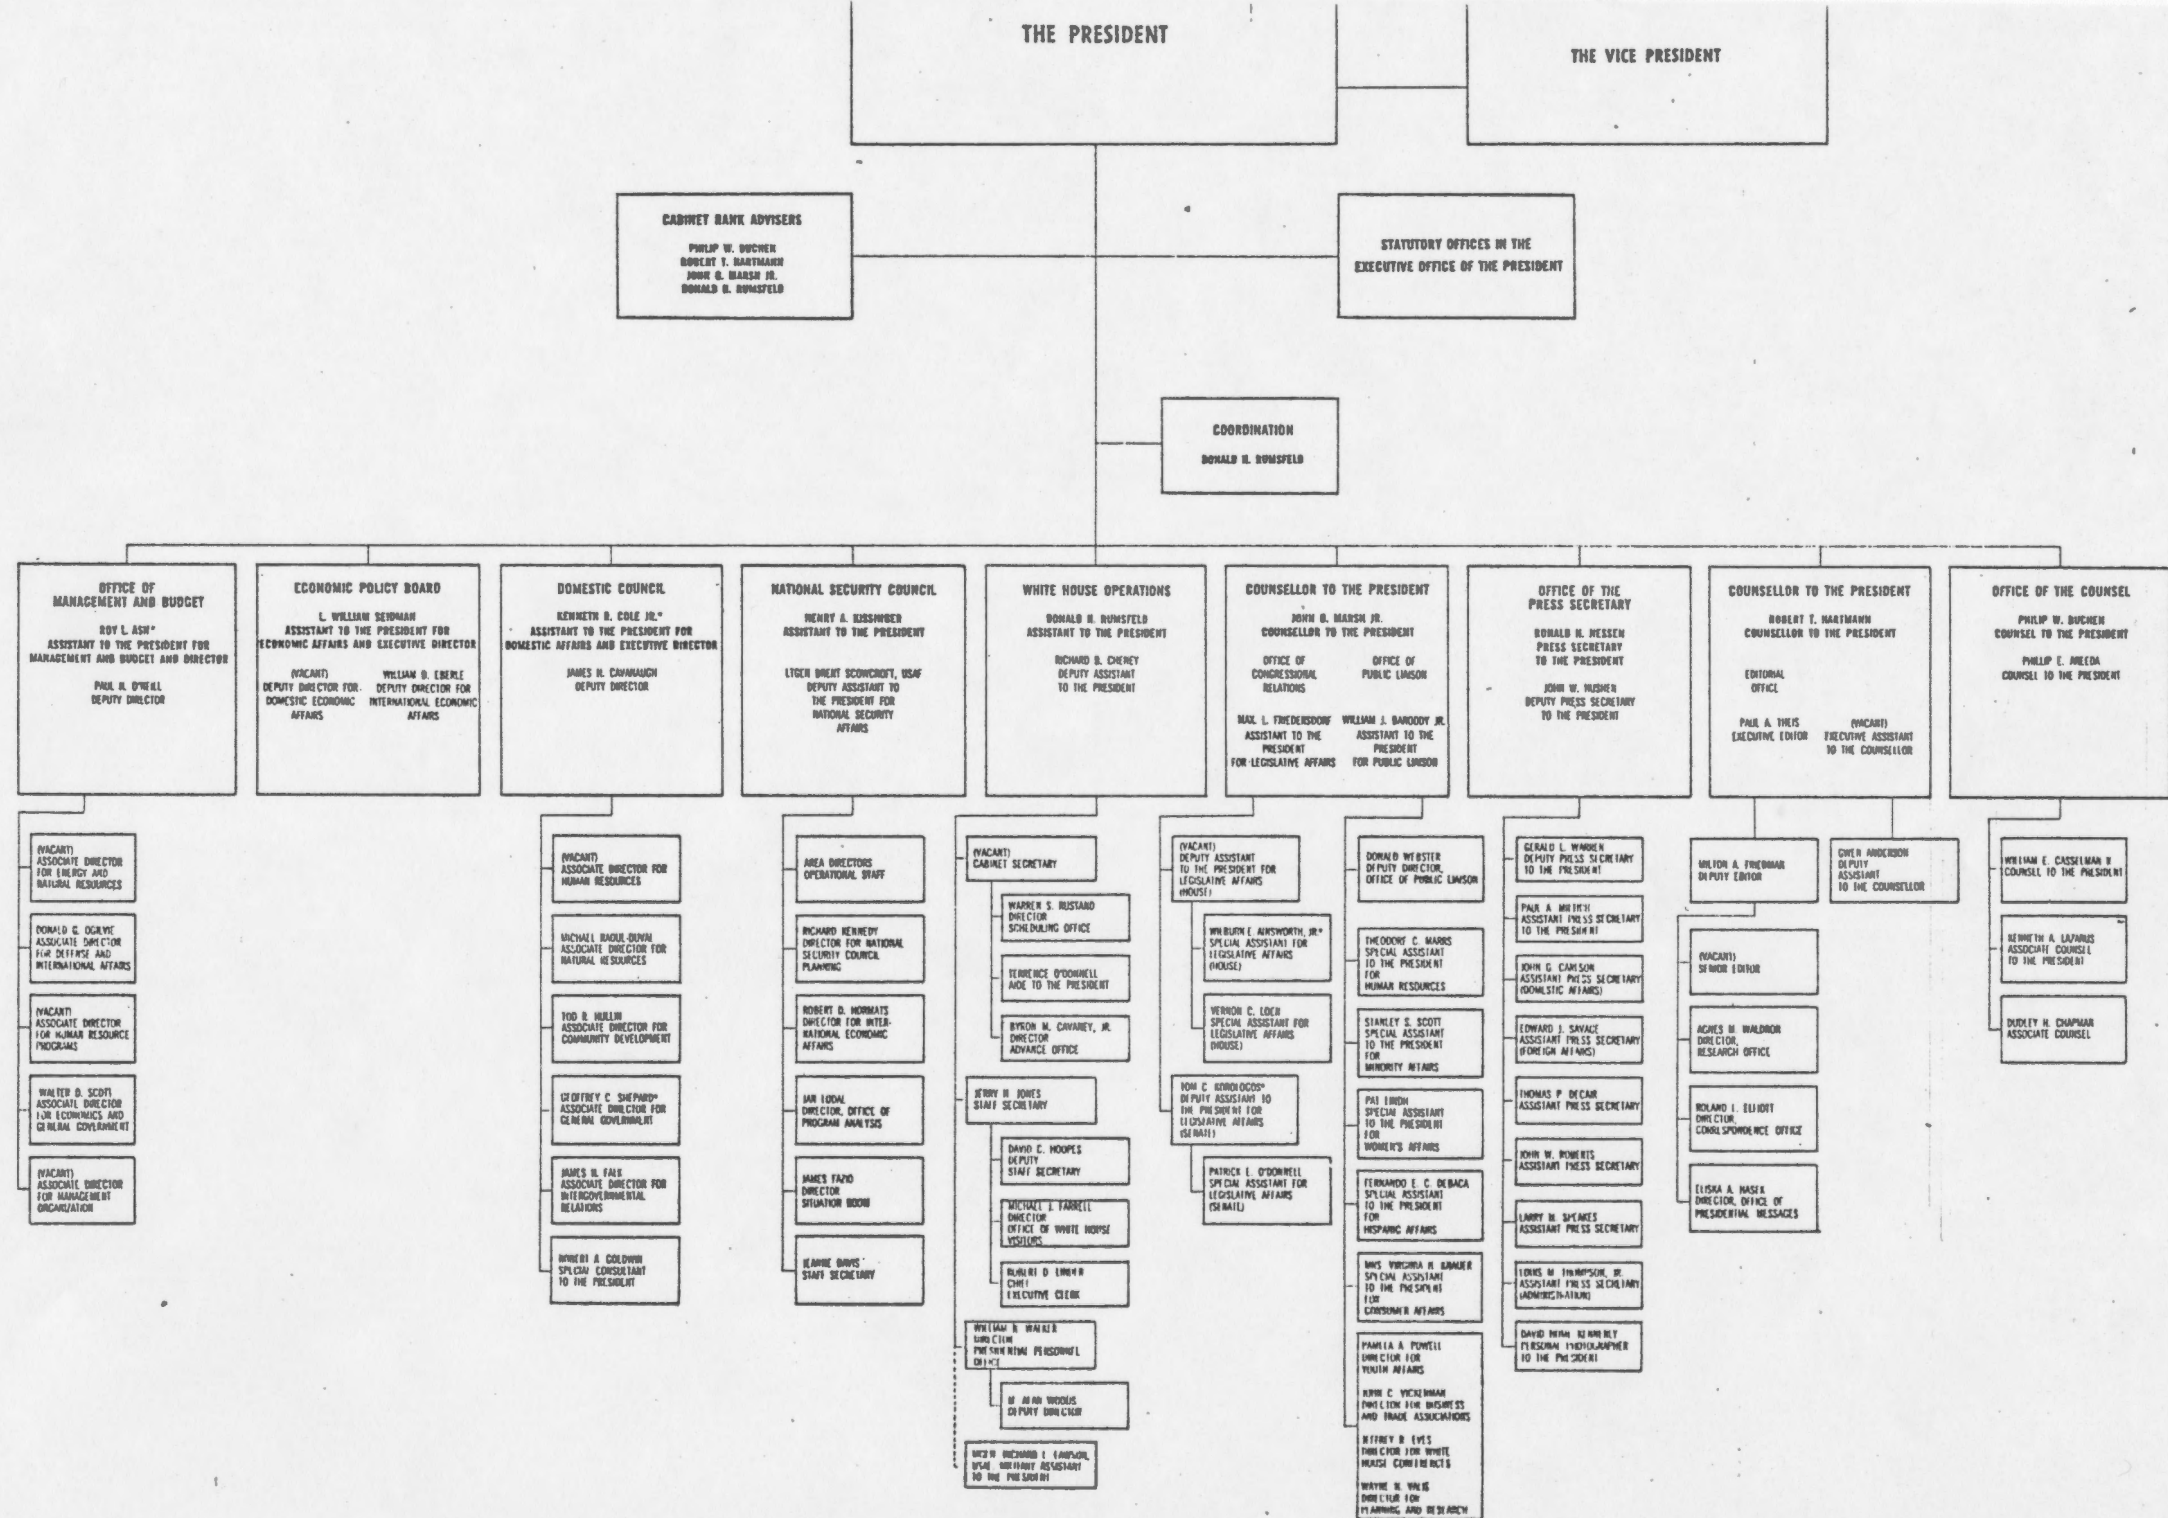 THE PRESIDENT
THE VICE PRESIDENT
CABINET RANK ADVISERS
PHILIP W. BUCHEN
ROBERT T. HARTMANN
JOHN O. MARSH JR.
DONALD H. RUMSFELD
STATUTORY OFFICES IN THE
EXECUTIVE OFFICE OF THE PRESIDENT
COORDINATION
DONALD H. RUMSFELD
OFFICE OF
MANAGEMENT AND BUDGET
ROY L. ASH*
ASSISTANT TO THE PRESIDENT FOR
MANAGEMENT AND BUDGET AND DIRECTOR
PAUL H. O'NEILL
DEPUTY DIRECTOR
ECONOMIC POLICY BOARD
L. WILLIAM SEIDMAN
ASSISTANT TO THE PRESIDENT FOR
ECONOMIC AFFAIRS AND EXECUTIVE DIRECTOR
(VACANT)
DEPUTY DIRECTOR FOR
DOMESTIC ECONOMIC
AFFAIRS
WILLIAM D. EBERLE
DEPUTY DIRECTOR FOR
INTERNATIONAL ECONOMIC
AFFAIRS
DOMESTIC COUNCIL
KENNETH R. COLE JR.*
ASSISTANT TO THE PRESIDENT FOR
DOMESTIC AFFAIRS AND EXECUTIVE DIRECTOR
JAMES H. CAVANAUGH
DEPUTY DIRECTOR
NATIONAL SECURITY COUNCIL
HENRY A. KISSINGER
ASSISTANT TO THE PRESIDENT
LTGEN BRENT SCOWCROFT, USAF
DEPUTY ASSISTANT TO
THE PRESIDENT FOR
NATIONAL SECURITY
AFFAIRS
WHITE HOUSE OPERATIONS
DONALD H. RUMSFELD
ASSISTANT TO THE PRESIDENT
RICHARD B. CHENEY
DEPUTY ASSISTANT
TO THE PRESIDENT
COUNSELLOR TO THE PRESIDENT
JOHN O. MARSH JR.
COUNSELLOR TO THE PRESIDENT
OFFICE OF
CONGRESSIONAL
RELATIONS
MAX. L. FRIEDERSDORF
ASSISTANT TO THE
PRESIDENT
FOR LEGISLATIVE AFFAIRS
OFFICE OF
PUBLIC LIAISON
WILLIAM J. BAROODY JR.
ASSISTANT TO THE
PRESIDENT
FOR PUBLIC LIAISON
OFFICE OF THE
PRESS SECRETARY
RONALD H. NESSEN
PRESS SECRETARY
TO THE PRESIDENT
JOHN W. HUSHEN
DEPUTY PRESS SECRETARY
TO THE PRESIDENT
COUNSELLOR TO THE PRESIDENT
ROBERT T. HARTMANN
COUNSELLOR TO THE PRESIDENT
EDITORIAL
OFFICE
PAUL A. THEIS
EXECUTIVE EDITOR
(VACANT)
EXECUTIVE ASSISTANT
TO THE COUNSELLOR
OFFICE OF THE COUNSEL
PHILIP W. BUCHEN
COUNSEL TO THE PRESIDENT
PHILLIP E. AREEDA
COUNSEL TO THE PRESIDENT
(VACANT)
ASSOCIATE DIRECTOR
FOR ENERGY AND
NATURAL RESOURCES
DONALD G. OGILVIE
ASSOCIATE DIRECTOR
FOR DEFENSE AND
INTERNATIONAL AFFAIRS
(VACANT)
ASSOCIATE DIRECTOR
FOR HUMAN RESOURCE
PROGRAMS
WALTER D. SCOTT
ASSOCIATE DIRECTOR
FOR ECONOMICS AND
GENERAL GOVERNMENT
(VACANT)
ASSOCIATE DIRECTOR
FOR MANAGEMENT
ORGANIZATION
(VACANT)
ASSOCIATE DIRECTOR FOR
HUMAN RESOURCES
MICHAEL RAOUL-DUVAL
ASSOCIATE DIRECTOR FOR
NATURAL RESOURCES
TOD R. HULLIN
ASSOCIATE DIRECTOR FOR
COMMUNITY DEVELOPMENT
GEOFFREY C. SHEPARD*
ASSOCIATE DIRECTOR FOR
GENERAL GOVERNMENT
JAMES H. FALK
ASSOCIATE DIRECTOR FOR
INTERGOVERNMENTAL
RELATIONS
ROBERT A. GOLDWIN
SPECIAL CONSULTANT
TO THE PRESIDENT
AREA DIRECTORS
OPERATIONAL STAFF
RICHARD KENNEDY
DIRECTOR FOR NATIONAL
SECURITY COUNCIL
PLANNING
ROBERT D. HORMATS
DIRECTOR FOR INTER-
NATIONAL ECONOMIC
AFFAIRS
JAN LODAL
DIRECTOR, OFFICE OF
PROGRAM ANALYSIS
JAMES FAZIO
DIRECTOR
SITUATION ROOM
JEANNE DAVIS
STAFF SECRETARY
(VACANT)
CABINET SECRETARY
WARREN S. RUSTAND
DIRECTOR
SCHEDULING OFFICE
TERRENCE O'DONNELL
AIDE TO THE PRESIDENT
BYRON M. CAVANEY, JR.
DIRECTOR
ADVANCE OFFICE
JERRY H. JONES
STAFF SECRETARY
DAVID C. HOOPES
DEPUTY
STAFF SECRETARY
MICHAEL J. FARRELL
DIRECTOR
OFFICE OF WHITE HOUSE
VISITORS
ROBERT D. LINDER
CHIEF
EXECUTIVE CLERK
WILLIAM N. WALKER
DIRECTOR
PRESIDENTIAL PERSONNEL
OFFICE
M. ALAN WOODS
DEPUTY DIRECTOR
RICHARD L. LAWSON,
USAF, MILITARY ASSISTANT
TO THE PRESIDENT
(VACANT)
DEPUTY ASSISTANT
TO THE PRESIDENT FOR
LEGISLATIVE AFFAIRS
(HOUSE)
WILBURN E. AINSWORTH, JR.*
SPECIAL ASSISTANT FOR
LEGISLATIVE AFFAIRS
(HOUSE)
VERNON C. LOEN
SPECIAL ASSISTANT FOR
LEGISLATIVE AFFAIRS
(HOUSE)
TOM C. KOROLOGOS*
DEPUTY ASSISTANT TO
THE PRESIDENT FOR
LEGISLATIVE AFFAIRS
(SENATE)
PATRICK E. O'DONNELL
SPECIAL ASSISTANT FOR
LEGISLATIVE AFFAIRS
(SENATE)
DONALD WEBSTER
DEPUTY DIRECTOR,
OFFICE OF PUBLIC LIAISON
THEODORE C. MARRS
SPECIAL ASSISTANT
TO THE PRESIDENT
FOR
HUMAN RESOURCES
STANLEY S. SCOTT
SPECIAL ASSISTANT
TO THE PRESIDENT
FOR
MINORITY AFFAIRS
PAT LINDH
SPECIAL ASSISTANT
TO THE PRESIDENT
FOR
WOMEN'S AFFAIRS
FERNANDO E. C. DEBACA
SPECIAL ASSISTANT
TO THE PRESIDENT
FOR
HISPANIC AFFAIRS
MRS VIRGINIA H. KNAUER
SPECIAL ASSISTANT
TO THE PRESIDENT
FOR
CONSUMER AFFAIRS
PAMELA A. POWELL
DIRECTOR FOR
YOUTH AFFAIRS
JOHN C. VICKERMAN
DIRECTOR FOR BUSINESS
AND TRADE ASSOCIATIONS
JEFFREY P. EVES
DIRECTOR FOR WHITE
HOUSE CONFERENCES
WAYNE H. VALIS
DIRECTOR FOR
PLANNING AND RESEARCH
GERALD L. WARREN
DEPUTY PRESS SECRETARY
TO THE PRESIDENT
PAUL A. MILTICH
ASSISTANT PRESS SECRETARY
TO THE PRESIDENT
JOHN G. CARLSON
ASSISTANT PRESS SECRETARY
(DOMESTIC AFFAIRS)
EDWARD J. SAVAGE
ASSISTANT PRESS SECRETARY
(FOREIGN AFFAIRS)
THOMAS P. DECAIR
ASSISTANT PRESS SECRETARY
JOHN W. ROBERTS
ASSISTANT PRESS SECRETARY
LARRY M. SPEAKES
ASSISTANT PRESS SECRETARY
LOUIS M. THOMPSON, JR.
ASSISTANT PRESS SECRETARY
(ADMINISTRATION)
DAVID HUME KENNERLY
PERSONAL PHOTOGRAPHER
TO THE PRESIDENT
MILTON A. FRIEDMAN
DEPUTY EDITOR
GWEN ANDERSON
DEPUTY
ASSISTANT
TO THE COUNSELLOR
(VACANT)
SENIOR EDITOR
AGNES M. WALDRON
DIRECTOR,
RESEARCH OFFICE
ROLAND L. ELLIOTT
DIRECTOR,
CORRESPONDENCE OFFICE
ELISKA A. HASEK
DIRECTOR, OFFICE OF
PRESIDENTIAL MESSAGES
WILLIAM E. CASSELMAN II
COUNSEL TO THE PRESIDENT
KENNETH A. LAZARUS
ASSOCIATE COUNSEL
TO THE PRESIDENT
DUDLEY H. CHAPMAN
ASSOCIATE COUNSEL